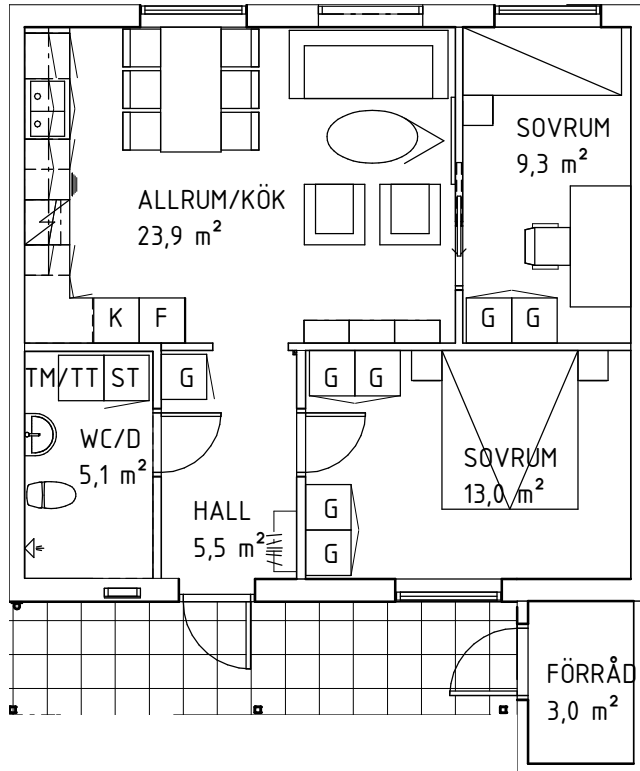 SOVRUM
9,3 m²
ALLRUM/KÖK
23,9 m²
K F
G G
TM/TT ST
G
G G
WC/D
5,1 m²
SOVRUM
13,0 m²
HALL
5,5 m²
G
G
FÖRRÅD
3,0 m²